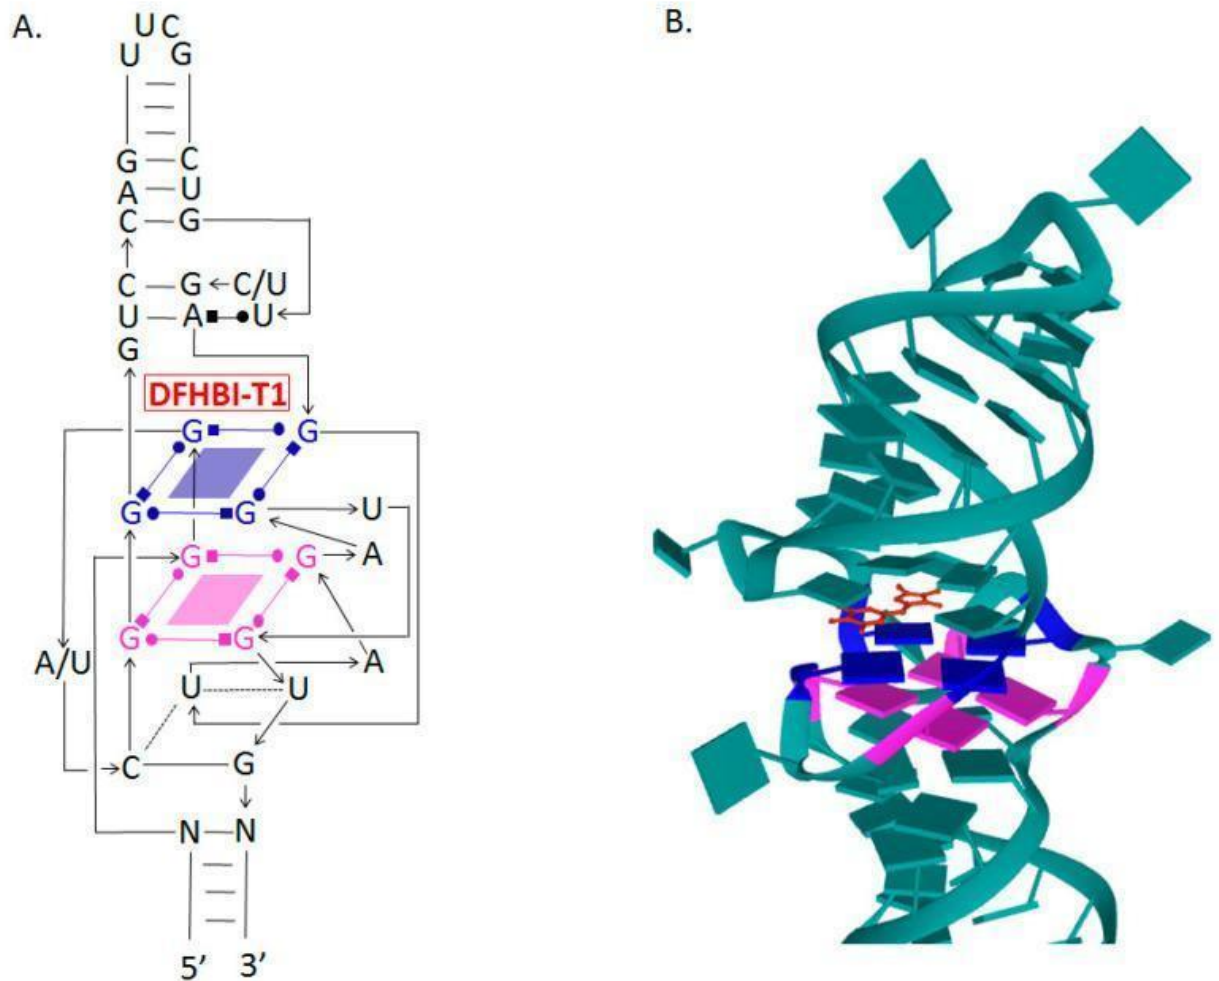 A.
B.
U C
U G
G C
A U
C G
C G C/U
U A U
G
DFHBI-T1
G G
G G U
G G A
G G
A/U A
U U
C G
N N
5' 3'